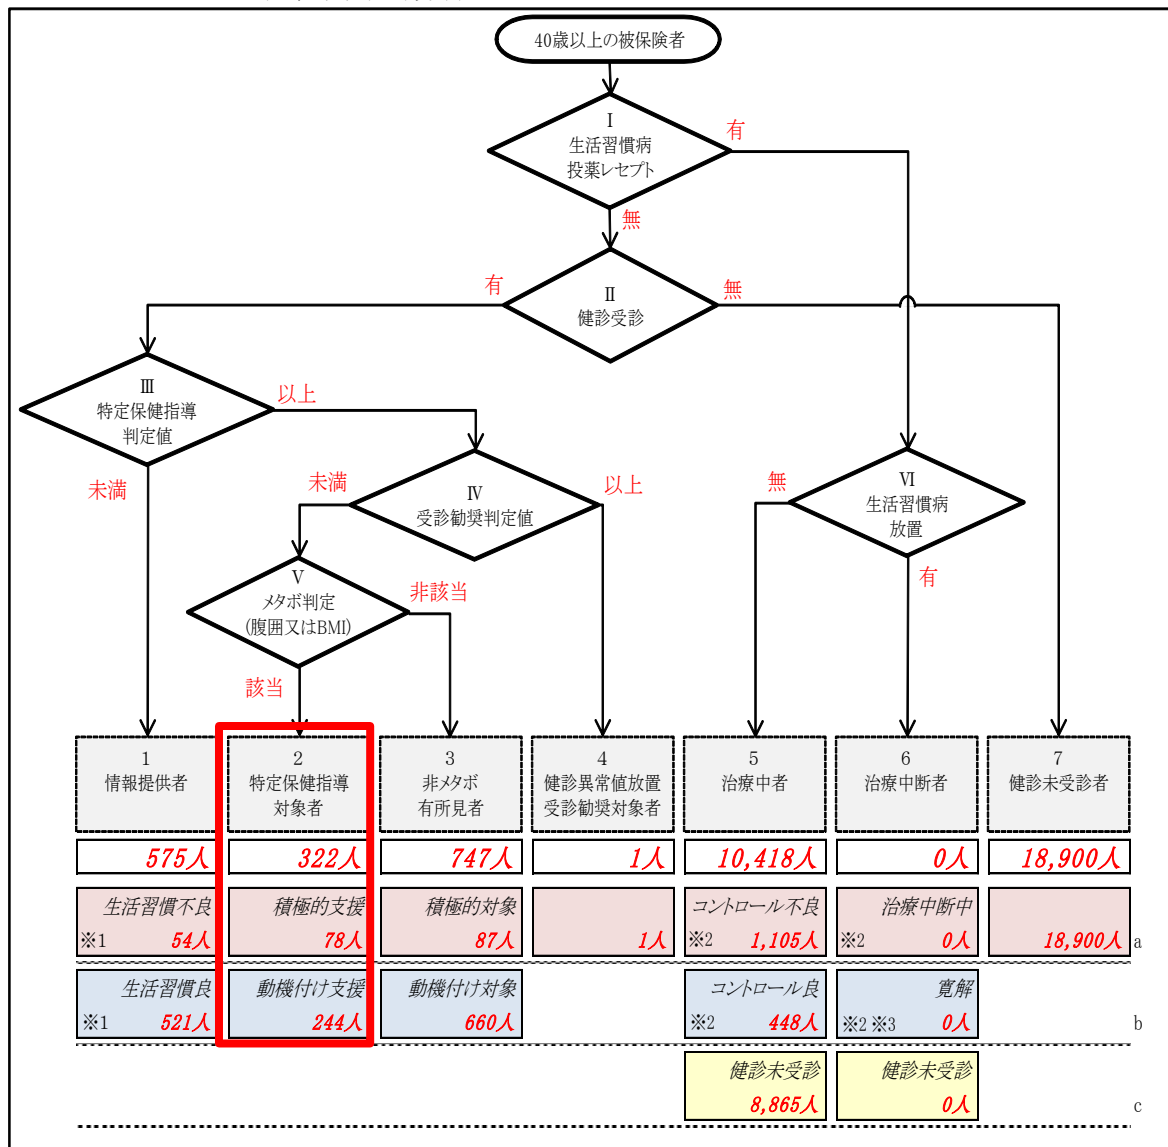 40歳以上の被保険者
Ⅰ
生活習慣病
投薬レセプト
有
無
Ⅱ
健診受診
有
無
Ⅲ
特定保健指導
判定値
以上
未満
Ⅳ
受診勧奨判定値
未満
以上
Ⅵ
生活習慣病
放置
無
有
Ⅴ
メタボ判定
(腹囲又はBMI)
非該当
該当
1
情報提供者
2
特定保健指導
対象者
3
非メタボ
有所見者
4
健診異常値放置
受診勧奨対象者
5
治療中者
6
治療中断者
7
健診未受診者
575人
322人
747人
1人
10,418人
0人
18,900人
生活習慣不良
※1 54人
積極的支援
78人
積極的対象
87人
1人
コントロール不良
※2 1,105人
治療中断中
※2 0人
18,900人
a
生活習慣良
※1 521人
動機付け支援
244人
動機付け対象
660人
コントロール良
※2 448人
寛解
※2 ※3 0人
b
健診未受診
8,865人
健診未受診
0人
c